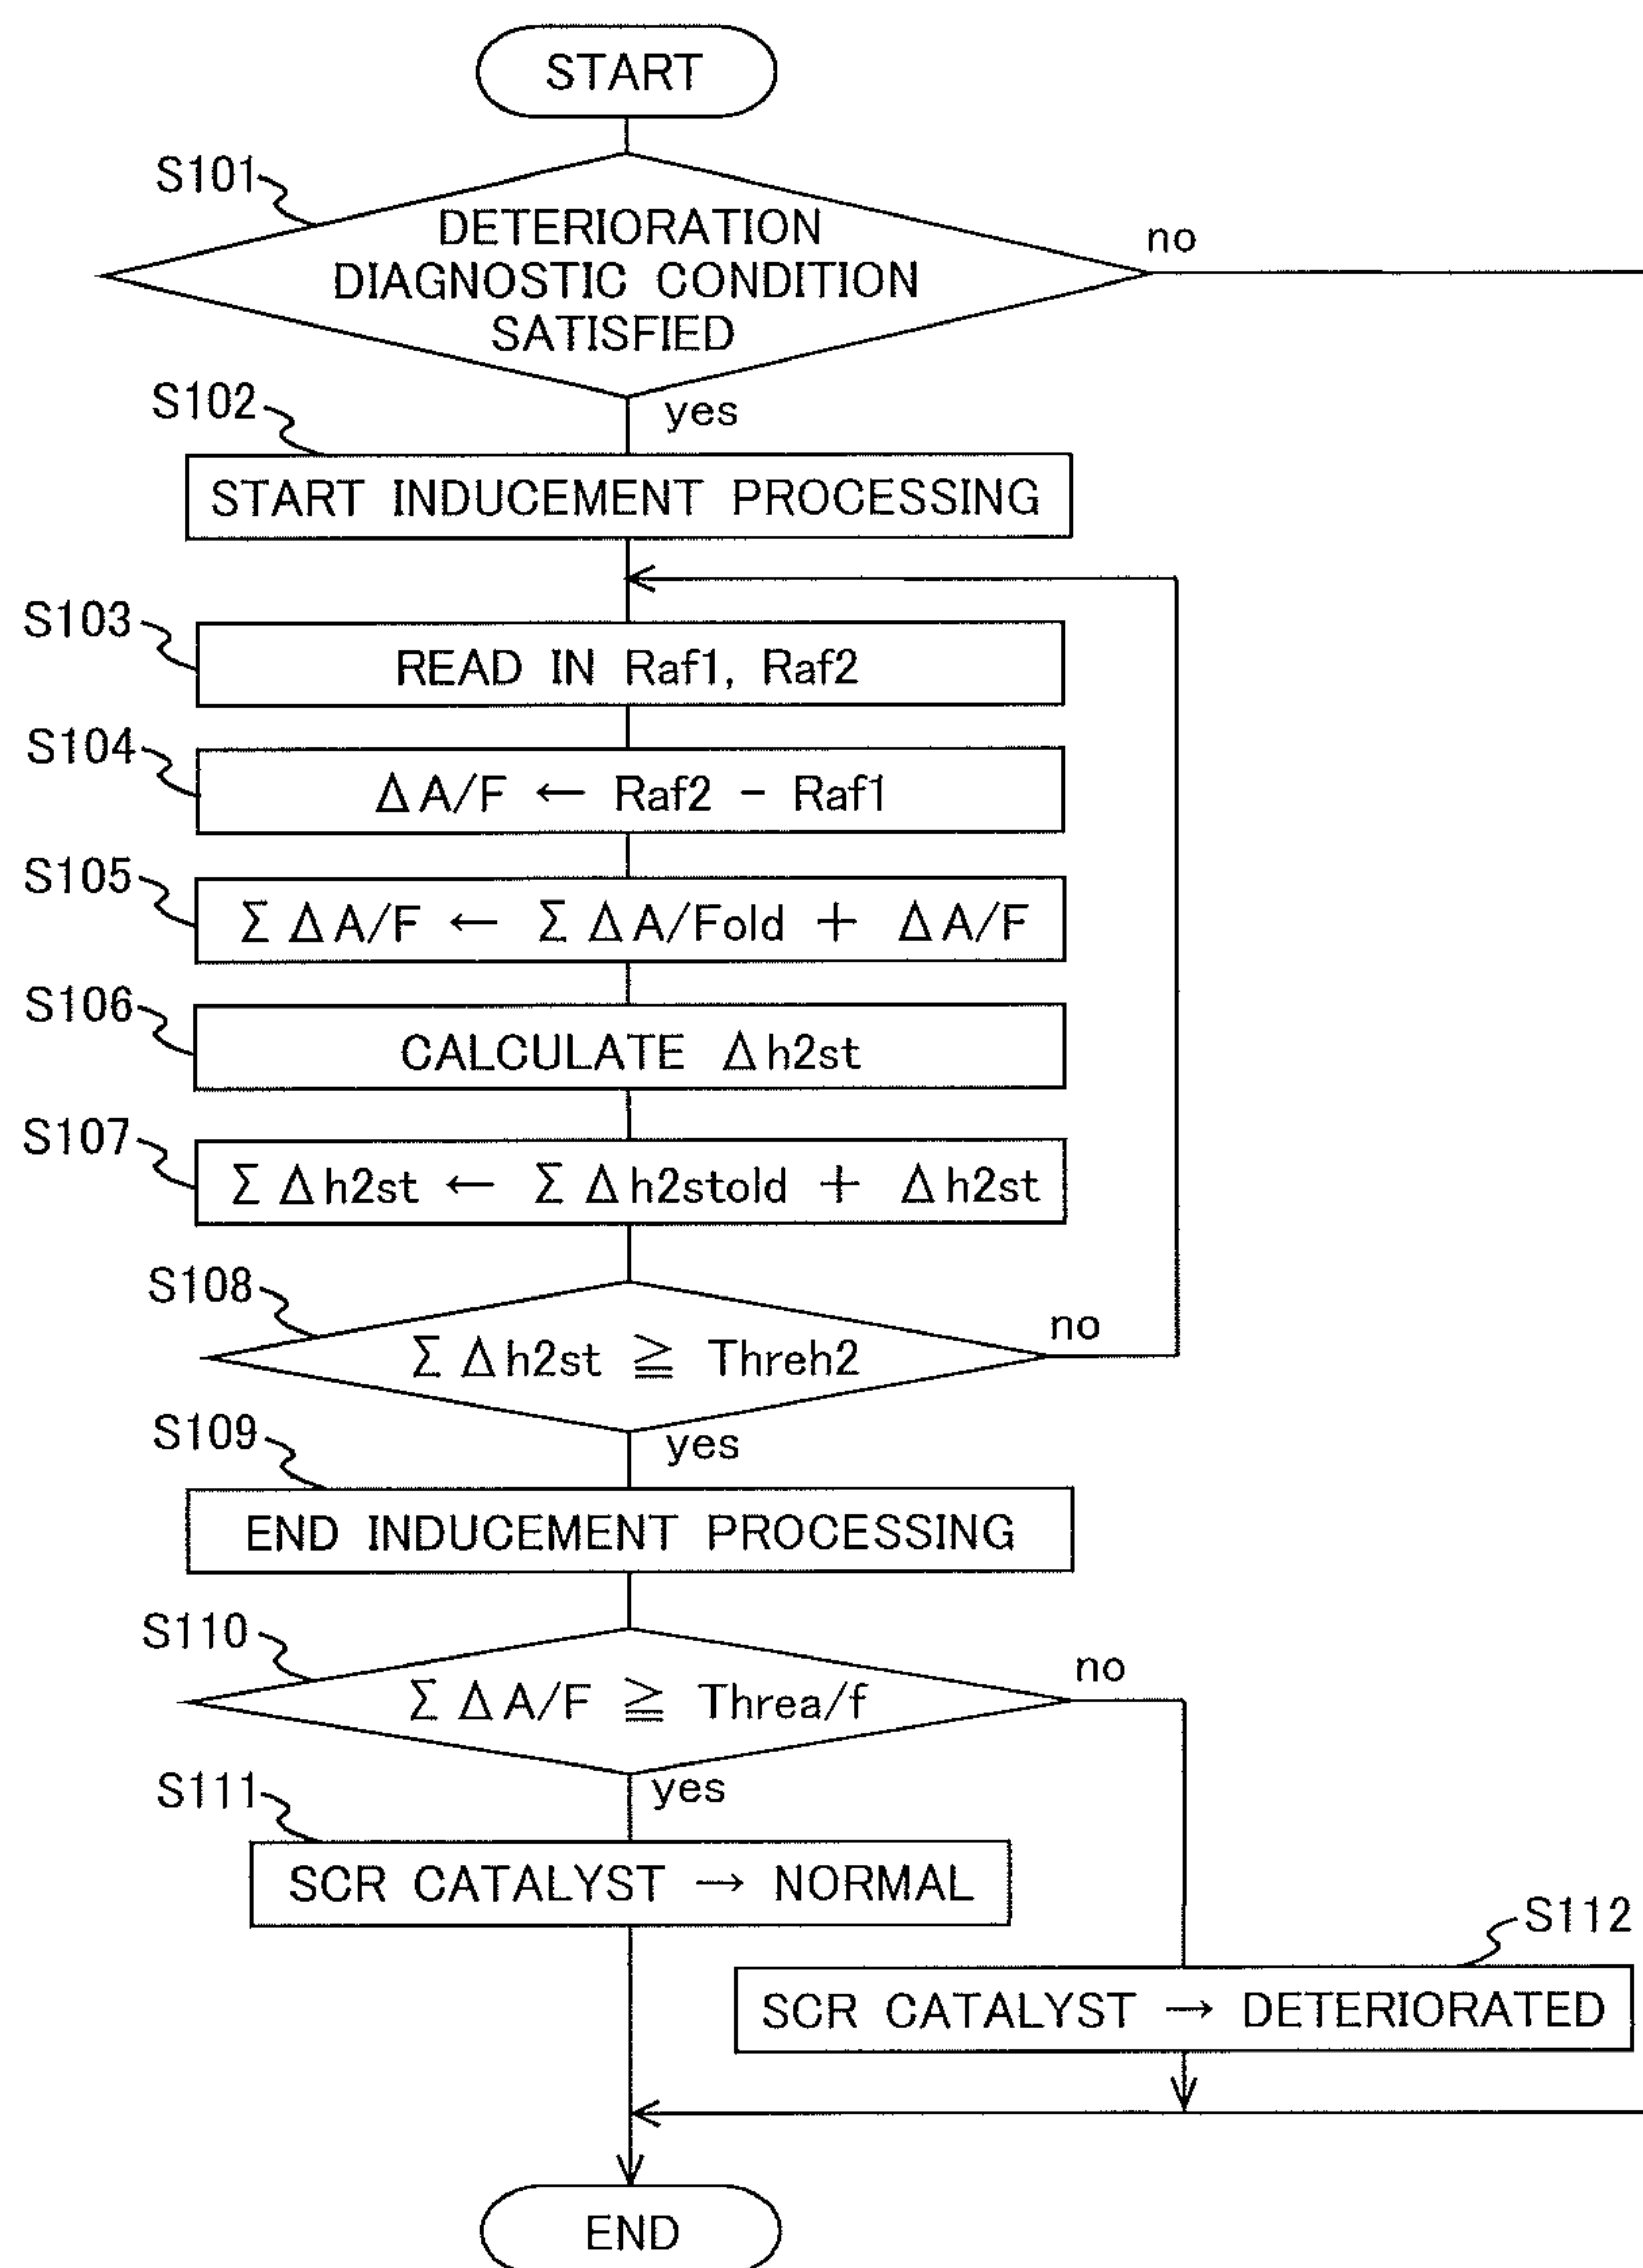 START
S101
DETERIORATION
DIAGNOSTIC CONDITION
SATISFIED
no
yes
S102
START INDUCEMENT PROCESSING
S103
READ IN Raf1, Raf2
S104
ΔA/F ← Raf2 - Raf1
S105
ΣΔA/F ← ΣΔA/Fold + ΔA/F
S106
CALCULATE Δh2st
S107
ΣΔh2st ← ΣΔh2stold + Δh2st
S108
ΣΔh2st ≧ Threh2
no
yes
S109
END INDUCEMENT PROCESSING
S110
ΣΔA/F ≧ Threa/f
no
yes
S111
SCR CATALYST → NORMAL
S112
SCR CATALYST → DETERIORATED
END